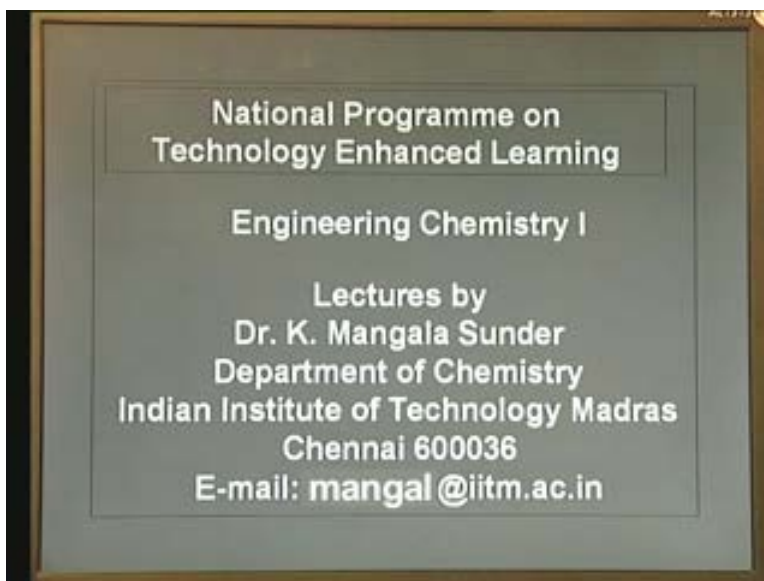 National Programme on
Technology Enhanced Learning
Engineering Chemistry I
Lectures by
Dr. K. Mangala Sunder
Department of Chemistry
Indian Institute of Technology Madras
Chennai 600036
E-mail: mangal@iitm.ac.in